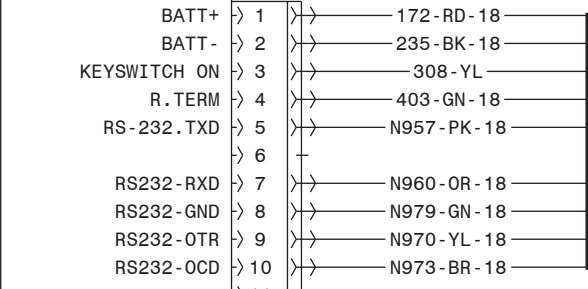 BATT+ 1 172-RD-18
BATT- 2 235-BK-18
KEYSWITCH ON 3 308-YL
R.TERM 4 403-GN-18
RS-232.TXD 5 N957-PK-18
6
RS232-RXD 7 N960-OR-18
RS232-GND 8 N979-GN-18
RS232-OTR 9 N970-YL-18
RS232-OCD 10 N973-BR-18